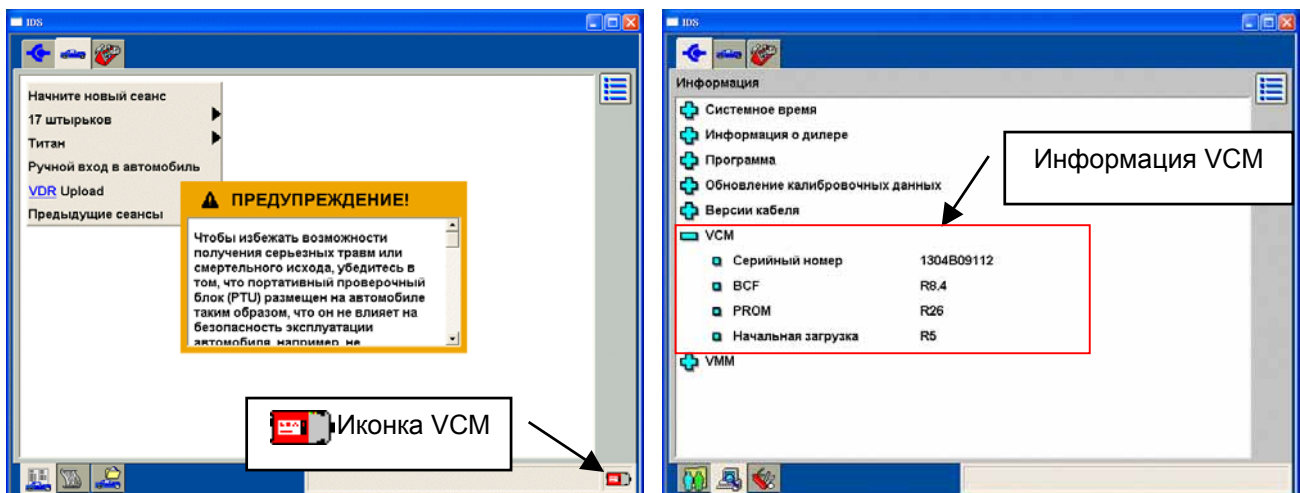 IDS
Начните новый сеанс
17 штырьков
Титан
Ручной вход в автомобиль
VDR Upload
Предыдущие сеансы
ПРЕДУПРЕЖДЕНИЕ!
Чтобы избежать возможности
получения серьезных травм или
смертельного исхода, убедитесь в
том, что портативный проверочный
блок (PTU) размещен на автомобиле
таким образом, что он не влияет на
безопасность эксплуатации
автомобиля, например, не
Иконка VCM
IDS
Информация
Системное время
Информация о дилере
Программа
Обновление калибровочных данных
Версии кабеля
VCM
Серийный номер 1304B09112
BCF R8.4
PROM R26
Начальная загрузка R5
VMM
Информация VCM